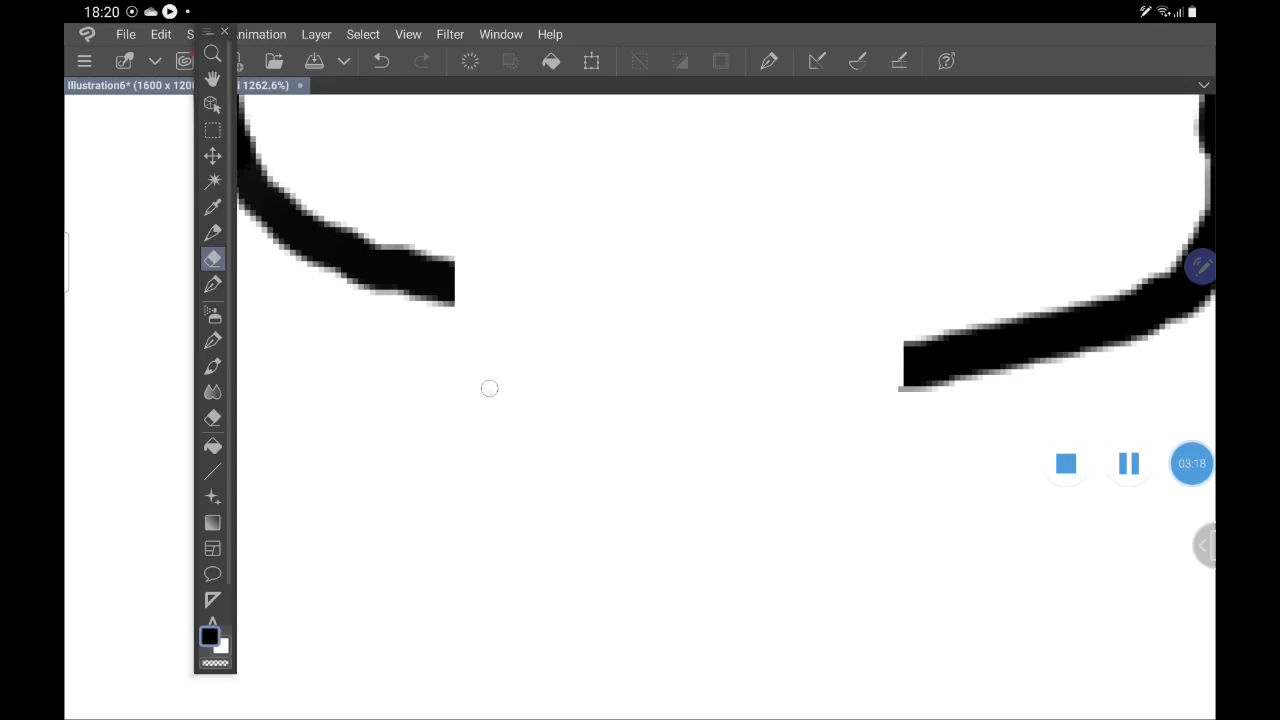 18:20
File Edit S nimation Layer Select View Filter Window Help
Illustration6* (1600 x 120 i 1262.6%)
03:18